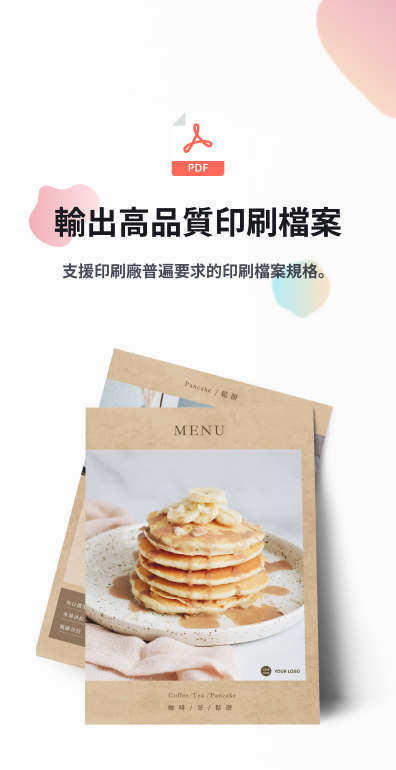 PDF
輸出高品質印刷檔案
支援印刷廠普遍要求的印刷檔案規格。
Pancake / 鬆餅
MENU
YOUR LOGO
Coffee/Tea/Pancake
咖啡/茶/鬆餅